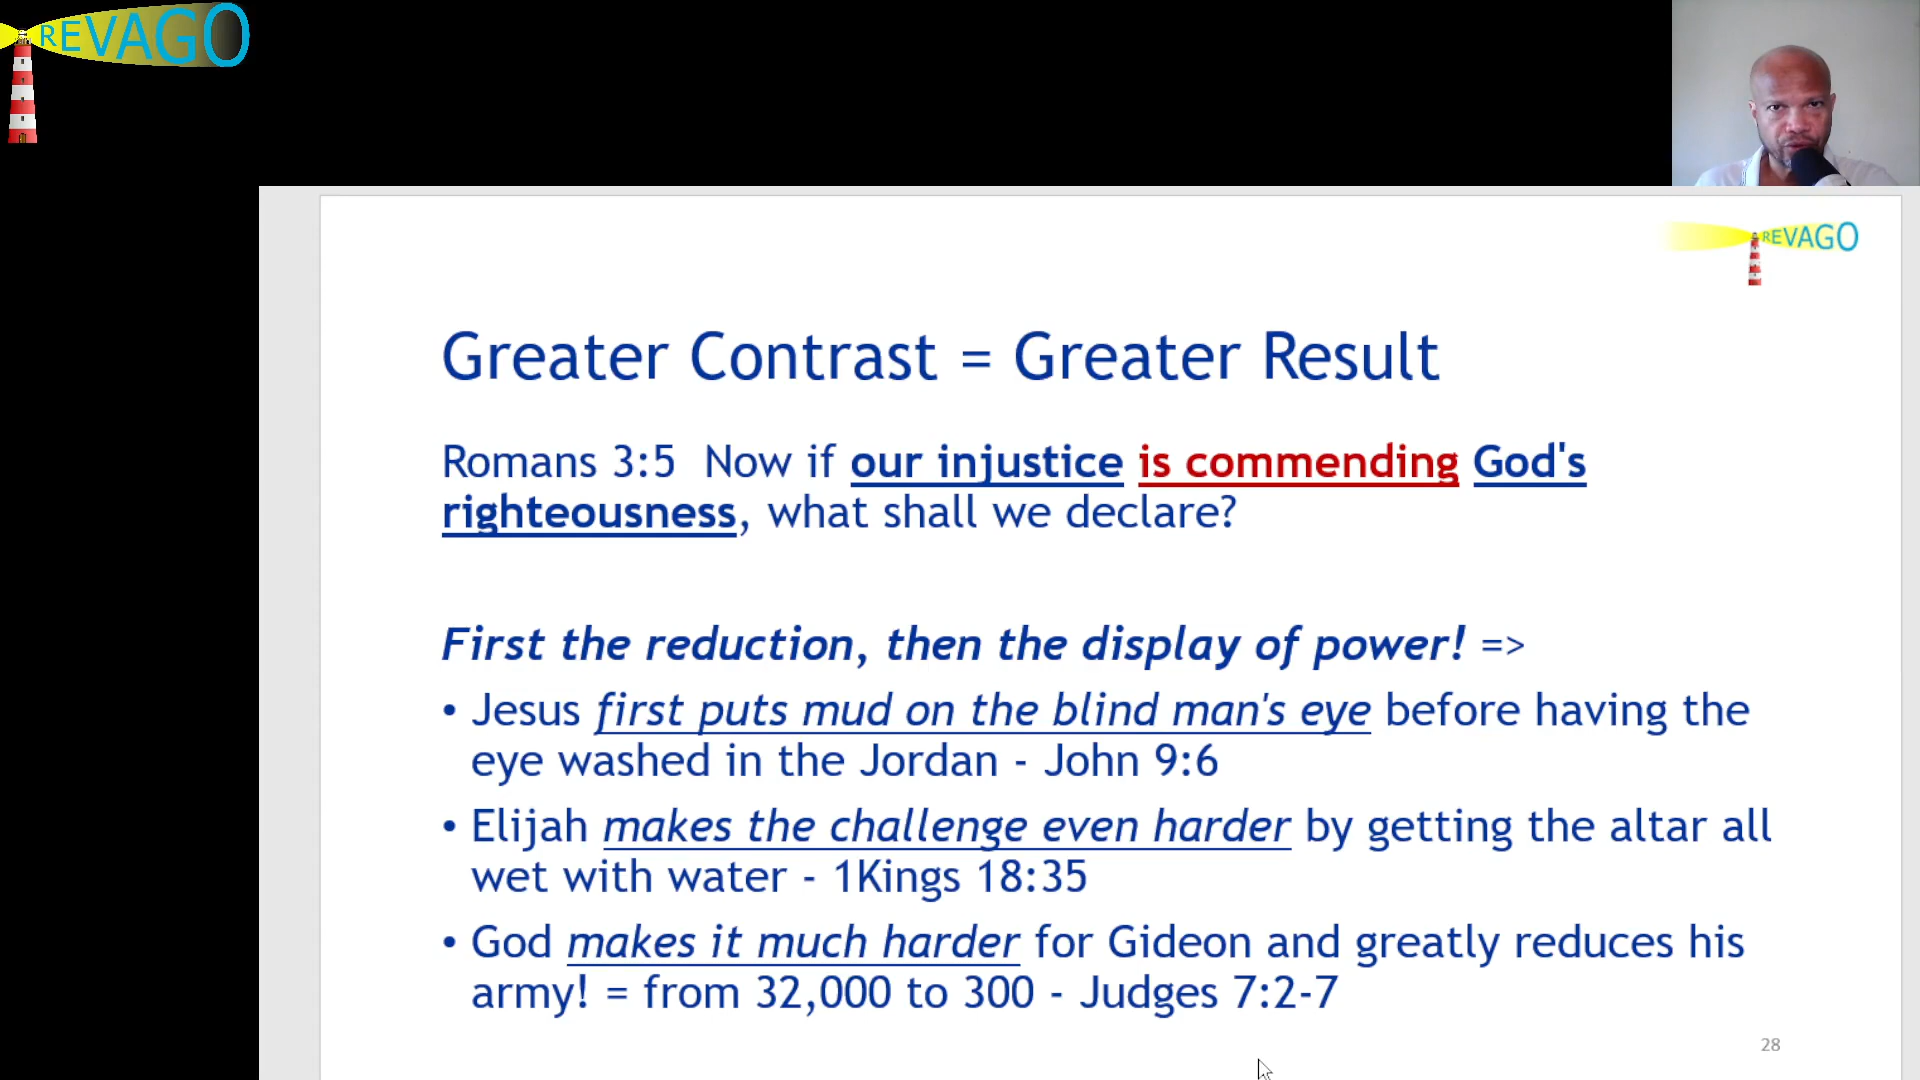 REVAGO
REVAGO
Greater Contrast = Greater Result
Romans 3:5  Now if our injustice is commending God's
righteousness, what shall we declare?
First the reduction, then the display of power! =>
• Jesus first puts mud on the blind man's eye before having the
eye washed in the Jordan - John 9:6
• Elijah makes the challenge even harder by getting the altar all
wet with water - 1Kings 18:35
• God makes it much harder for Gideon and greatly reduces his
army! = from 32,000 to 300 - Judges 7:2-7
28